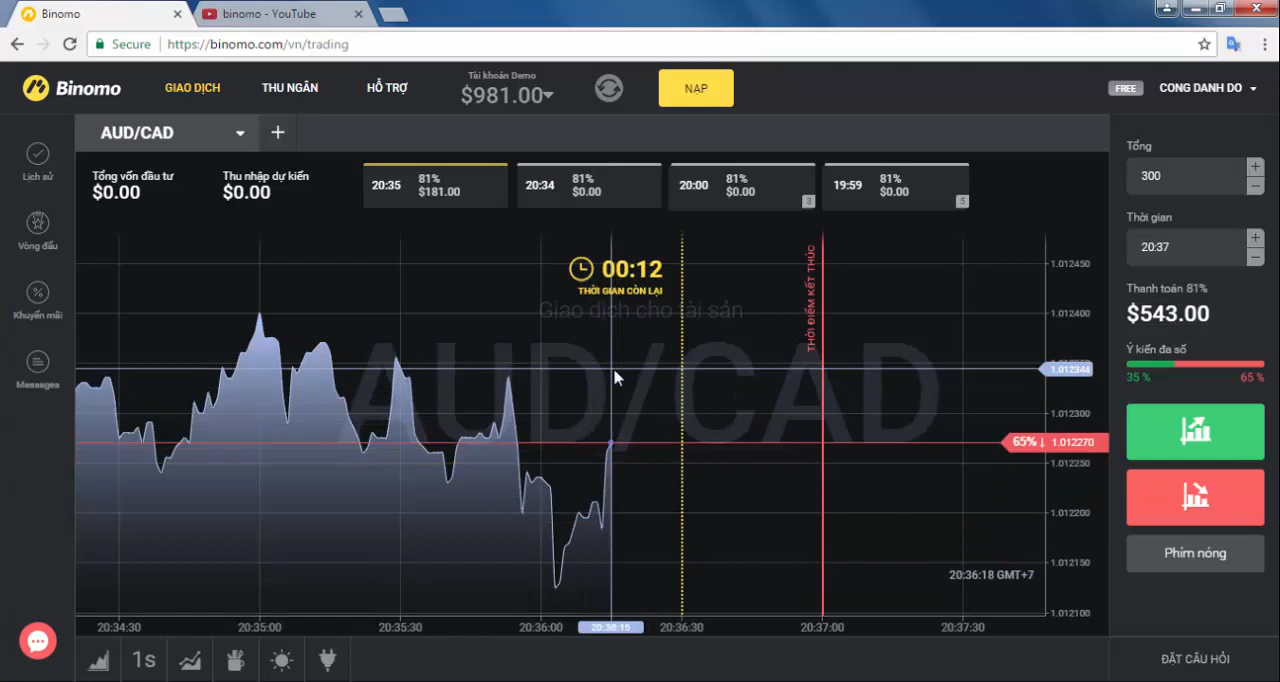 Binomo
binomo - YouTube
Secure
https://binomo.com/vn/trading
Binomo
GIAO DỊCH
THU NGÂN
HỖ TRỢ
Tài khoản Demo
$981.00
NẠP
FREE
CONG DANH DO
AUD/CAD
+
Lịch sử
Vòng đấu
Khuyến mãi
Messages
Tổng vốn đầu tư
$0.00
Thu nhập dự kiến
$0.00
20:35
81%
$181.00
20:34
81%
$0.00
20:00
81%
$0.00
3
19:59
81%
$0.00
5
00:12
THỜI GIAN CÒN LẠI
Giao dịch cho tài sản
AUD/CAD
THỜI ĐIỂM KẾT THÚC
1.012450
1.012400
1.012344
1.012300
65%↓ 1.012270
1.012250
1.012200
1.012150
1.012100
20:36:18 GMT+7
20:34:30
20:35:00
20:35:30
20:36:00
20:36:15
20:36:30
20:37:00
20:37:30
1s
Tổng
300
Thời gian
20:37
Thanh toán 81%
$543.00
Ý kiến đa số
35 %
65 %
Phím nóng
ĐẶT CÂU HỎI